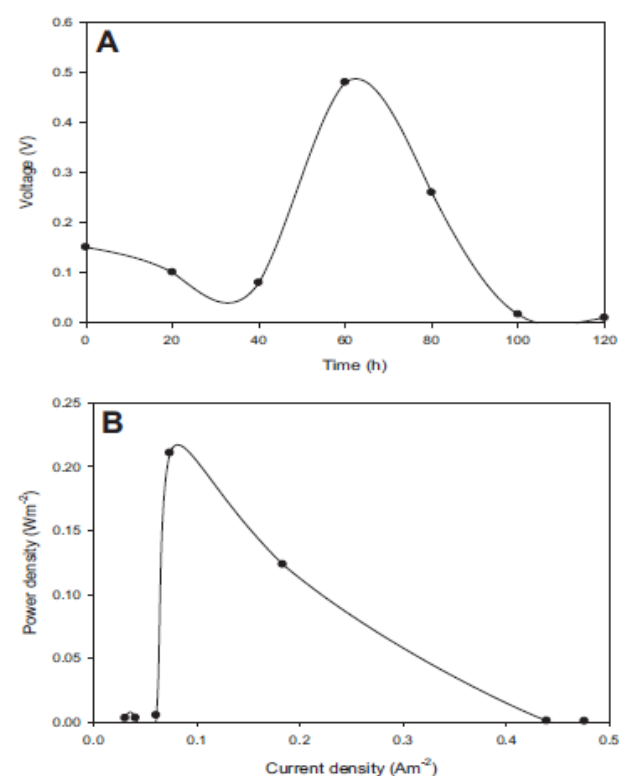 A
0.6
0.5
0.4
0.3
0.2
0.1
0.0
Voltage (V)
0 20 40 60 80 100 120
Time (h)
B
0.25
0.20
0.15
0.10
0.05
0.00
Power density (Wm⁻²)
0.0 0.1 0.2 0.3 0.4 0.5
Current density (Am⁻²)